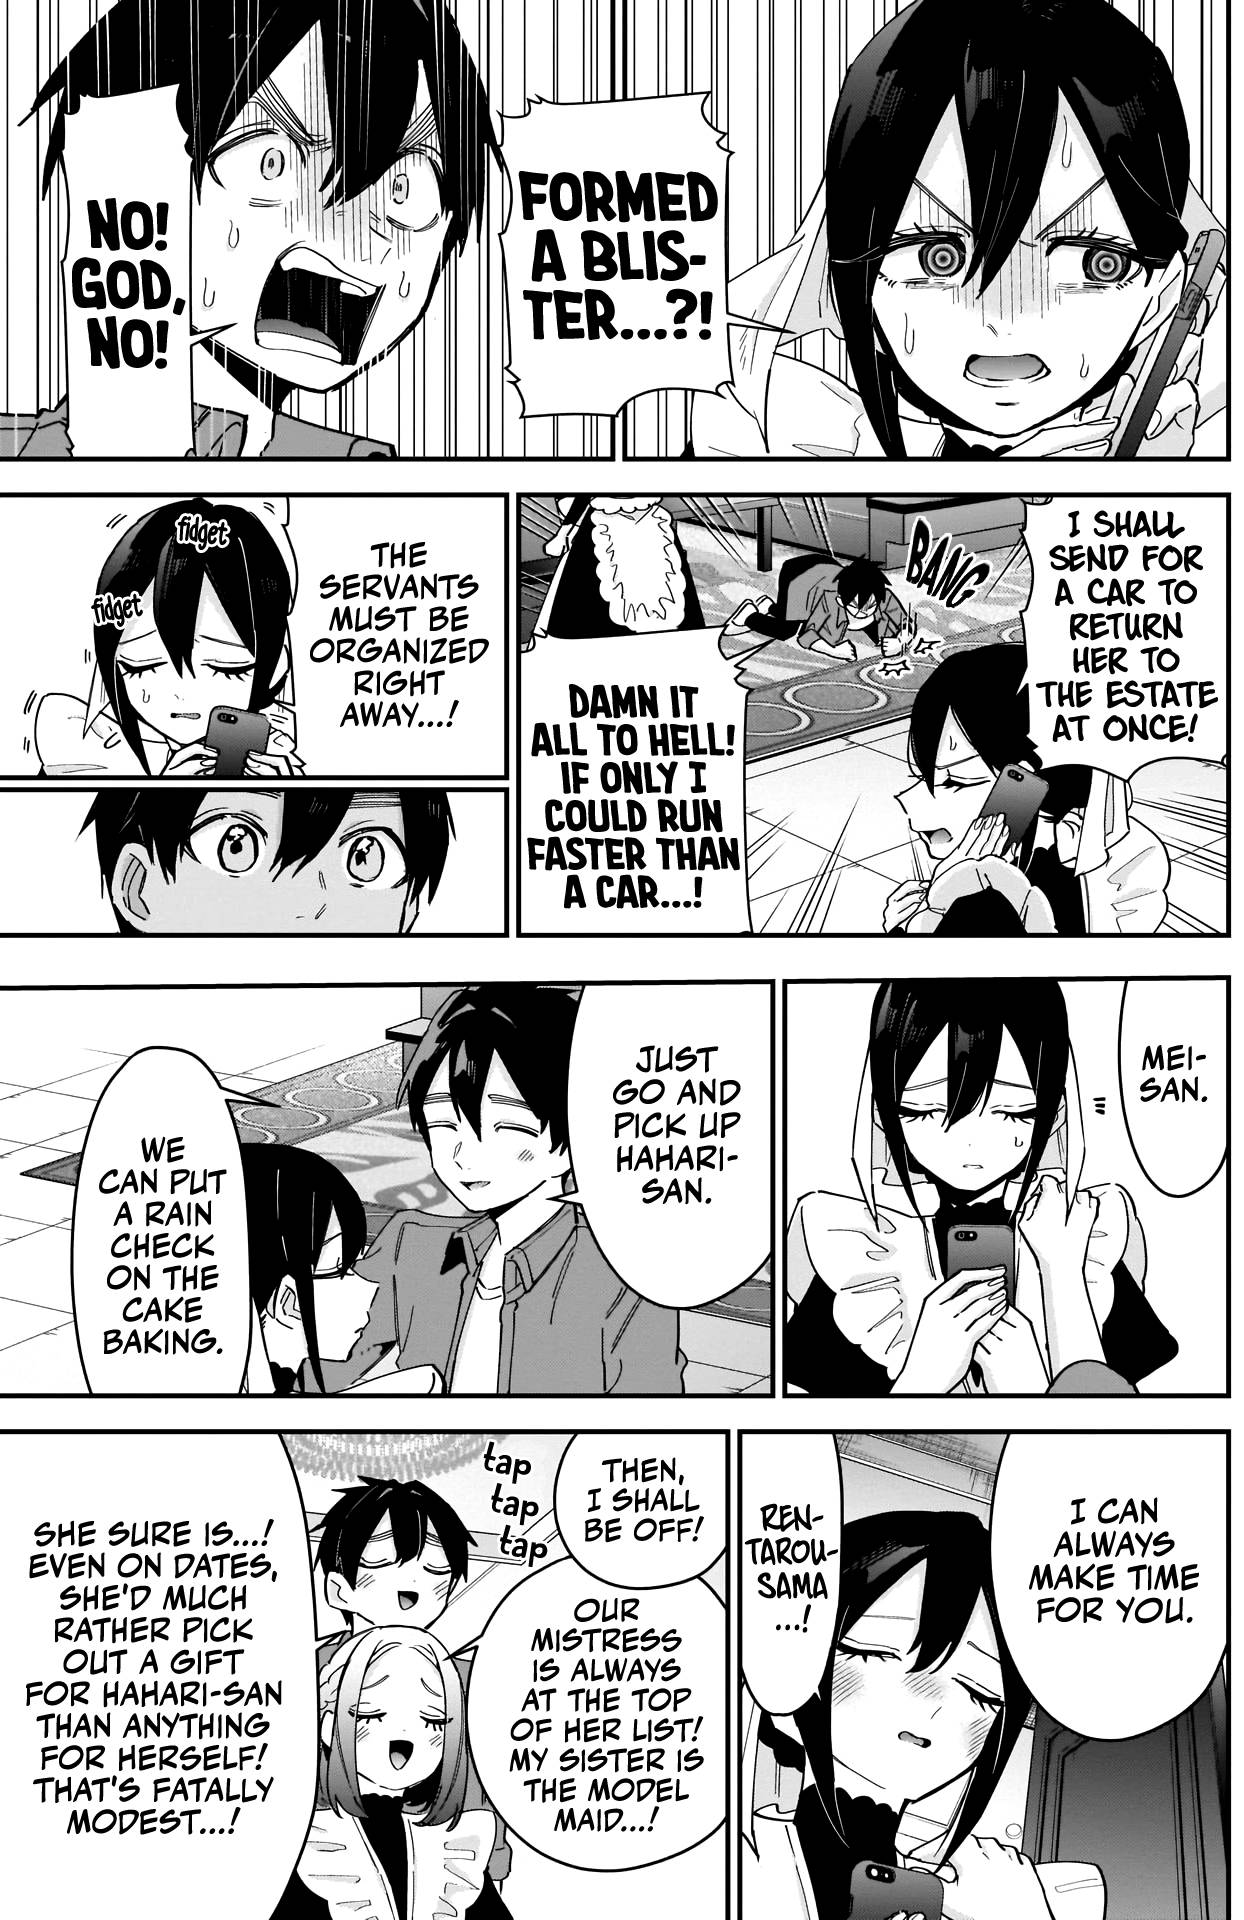 FORMED
A BLIS-
TER...?!
NO!
GOD,
NO!
I SHALL
SEND FOR
A CAR TO
RETURN
HER TO
THE ESTATE
AT ONCE!
BANG
DAMN IT
ALL TO HELL!
IF ONLY I
COULD RUN
FASTER THAN
A CAR...!
THE
SERVANTS
MUST BE
ORGANIZED
RIGHT
AWAY...!
fidget
fidget
MEI-
SAN.
JUST
GO AND
PICK UP
HAHARI-
SAN.
WE
CAN PUT
A RAIN
CHECK
ON THE
CAKE
BAKING.
I CAN
ALWAYS
MAKE TIME
FOR YOU.
REN-
TAROU-
SAMA
...!
THEN,
I SHALL
BE OFF!
tap
tap
tap
OUR
MISTRESS
IS ALWAYS
AT THE TOP
OF HER LIST!
MY SISTER IS
THE MODEL
MAID...!
SHE SURE IS...!
EVEN ON DATES,
SHE'D MUCH
RATHER PICK
OUT A GIFT
FOR HAHARI-SAN
THAN ANYTHING
FOR HERSELF!
THAT'S FATALLY
MODEST...!